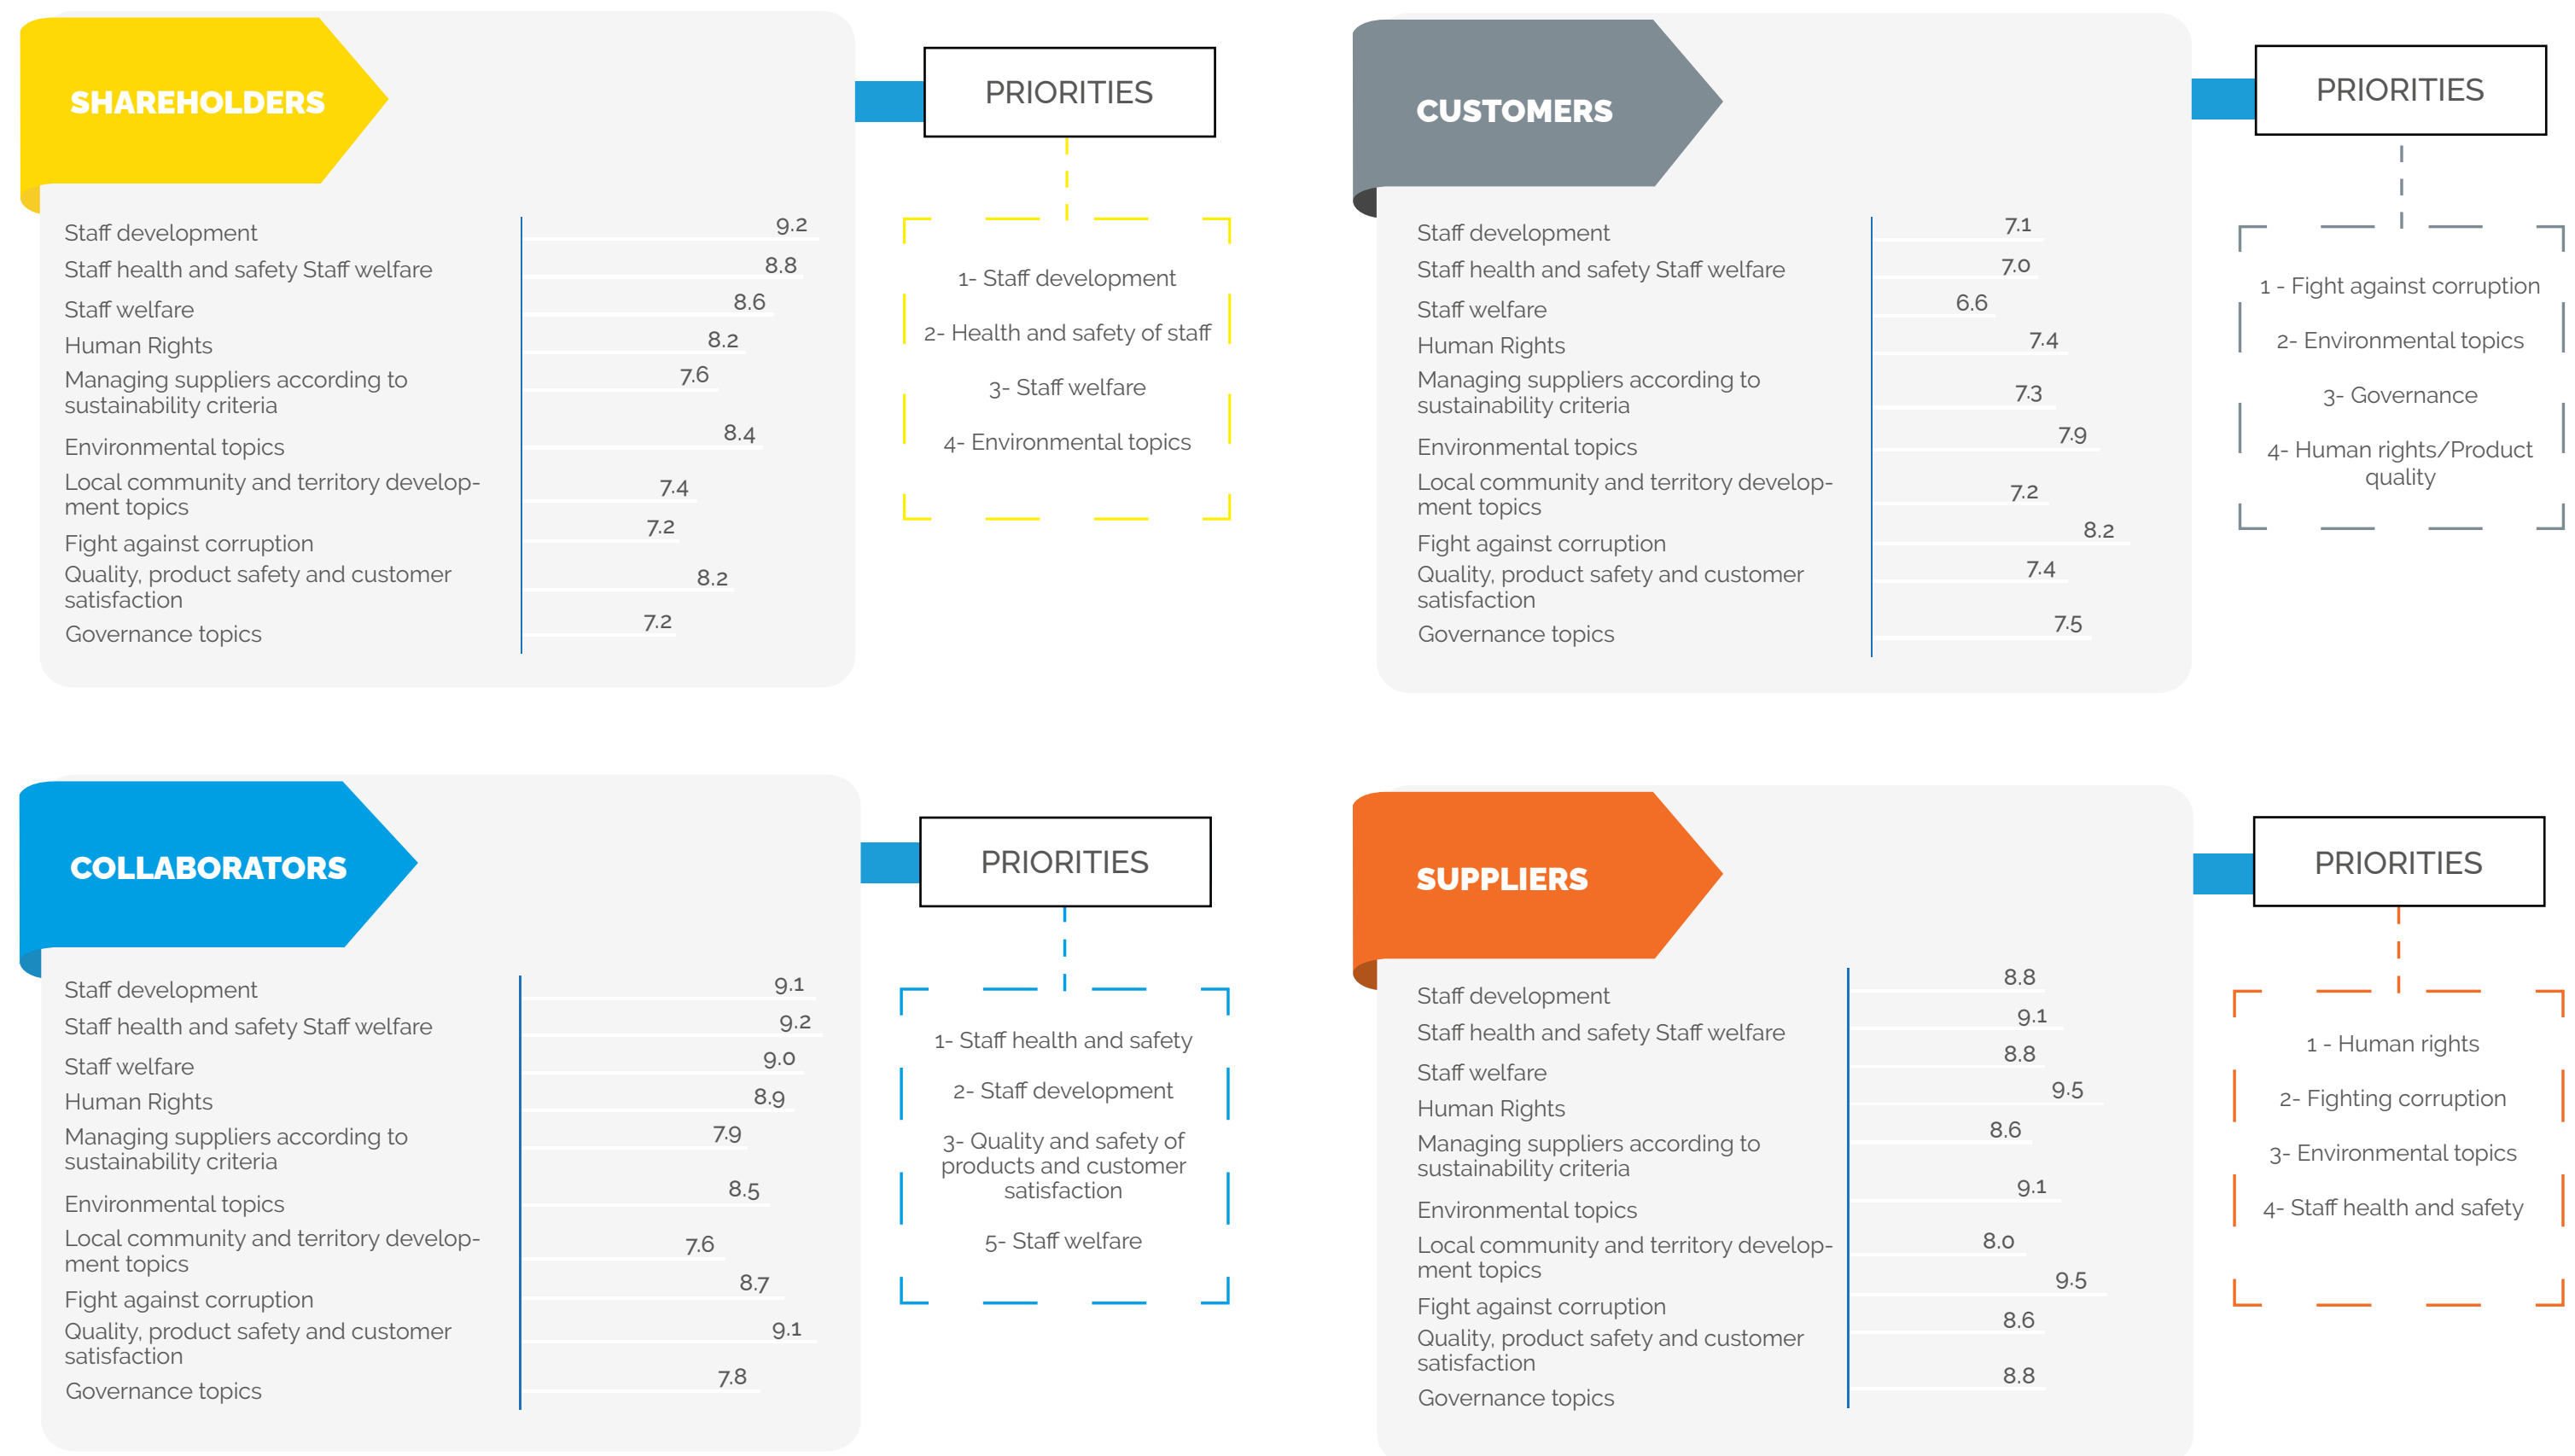 SHAREHOLDERS
Staff development 9.2
Staff health and safety Staff welfare 8.8
Staff welfare 8.6
Human Rights 8.2
Managing suppliers according to 7.6
sustainability criteria
Environmental topics 8.4
Local community and territory develop- 7.4
ment topics
Fight against corruption 7.2
Quality, product safety and customer 8.2
satisfaction
Governance topics 7.2
PRIORITIES
1- Staff development
2- Health and safety of staff
3- Staff welfare
4- Environmental topics
CUSTOMERS
Staff development 7.1
Staff health and safety Staff welfare 7.0
Staff welfare 6.6
Human Rights 7.4
Managing suppliers according to 7.3
sustainability criteria
Environmental topics 7.9
Local community and territory develop- 7.2
ment topics
Fight against corruption 8.2
Quality, product safety and customer 7.4
satisfaction
Governance topics 7.5
PRIORITIES
1 - Fight against corruption
2- Environmental topics
3- Governance
4- Human rights/Product
quality
COLLABORATORS
Staff development 9.1
Staff health and safety Staff welfare 9.2
Staff welfare 9.0
Human Rights 8.9
Managing suppliers according to 7.9
sustainability criteria
Environmental topics 8.5
Local community and territory develop- 7.6
ment topics
Fight against corruption 8.7
Quality, product safety and customer 9.1
satisfaction
Governance topics 7.8
PRIORITIES
1- Staff health and safety
2- Staff development
3- Quality and safety of
products and customer
satisfaction
5- Staff welfare
SUPPLIERS
Staff development 8.8
Staff health and safety Staff welfare 9.1
Staff welfare 8.8
Human Rights 9.5
Managing suppliers according to 8.6
sustainability criteria
Environmental topics 9.1
Local community and territory develop- 8.0
ment topics
Fight against corruption 9.5
Quality, product safety and customer 8.6
satisfaction
Governance topics 8.8
PRIORITIES
1 - Human rights
2- Fighting corruption
3- Environmental topics
4- Staff health and safety